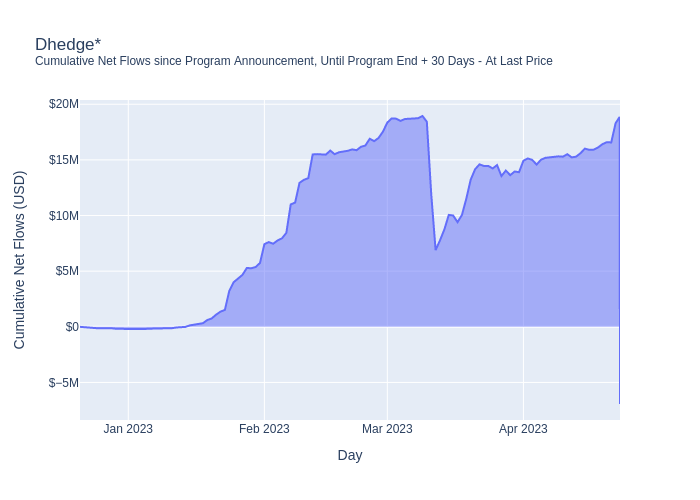 Dhedge*
Cumulative Net Flows since Program Announcement, Until Program End + 30 Days - At Last Price
Cumulative Net Flows (USD)
$20M
$15M
$10M
$5M
$0
$−5M
Jan 2023
Feb 2023
Mar 2023
Apr 2023
Day